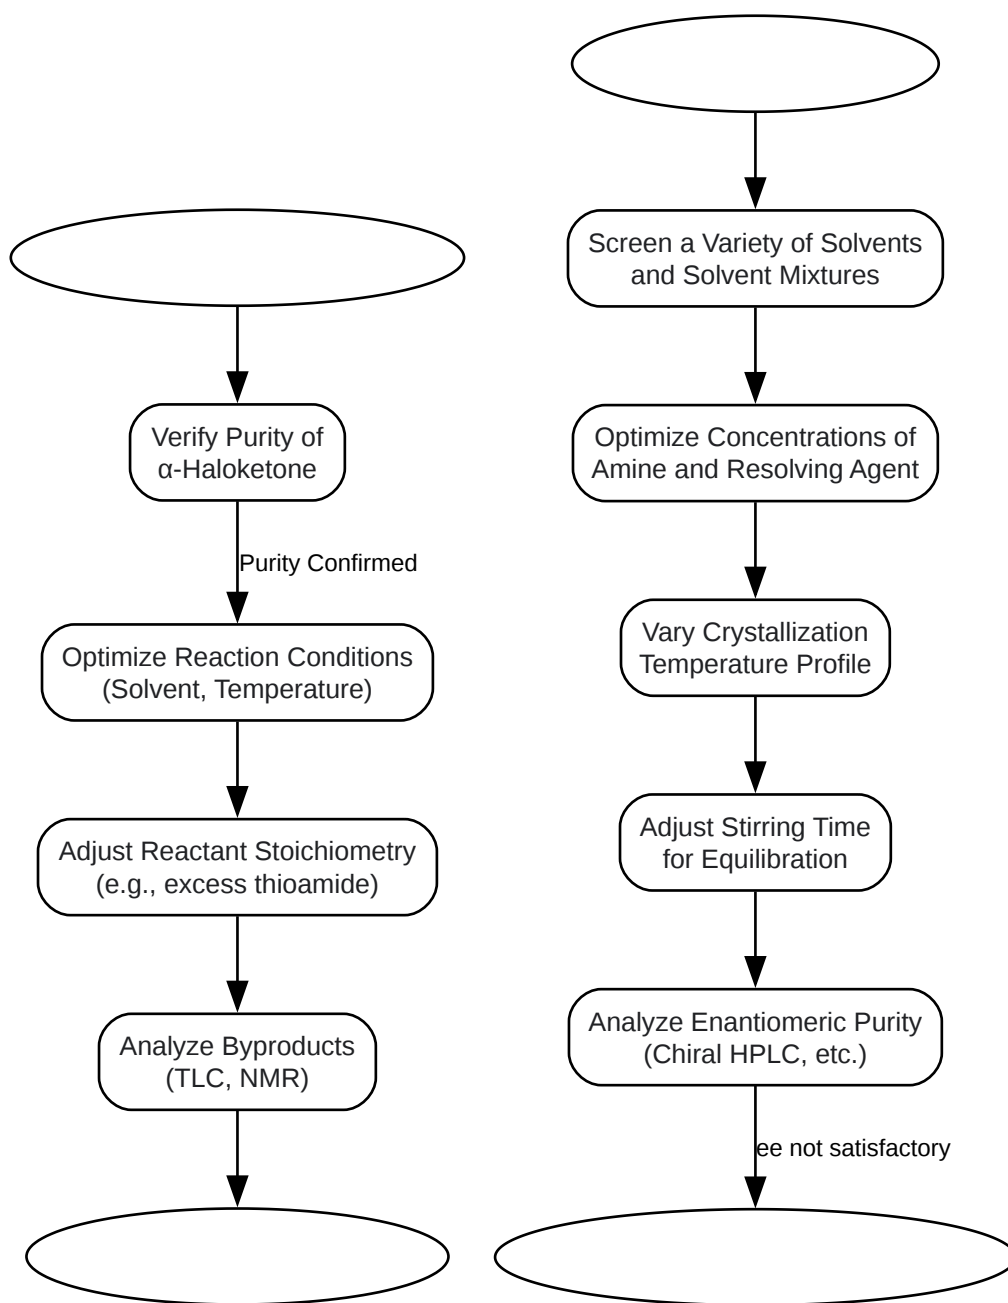 Verify Purity of
α-Haloketone
Purity Confirmed
Optimize Reaction Conditions
(Solvent, Temperature)
Adjust Reactant Stoichiometry
(e.g., excess thioamide)
Analyze Byproducts
(TLC, NMR)
Screen a Variety of Solvents
and Solvent Mixtures
Optimize Concentrations of
Amine and Resolving Agent
Vary Crystallization
Temperature Profile
Adjust Stirring Time
for Equilibration
Analyze Enantiomeric Purity
(Chiral HPLC, etc.)
ee not satisfactory